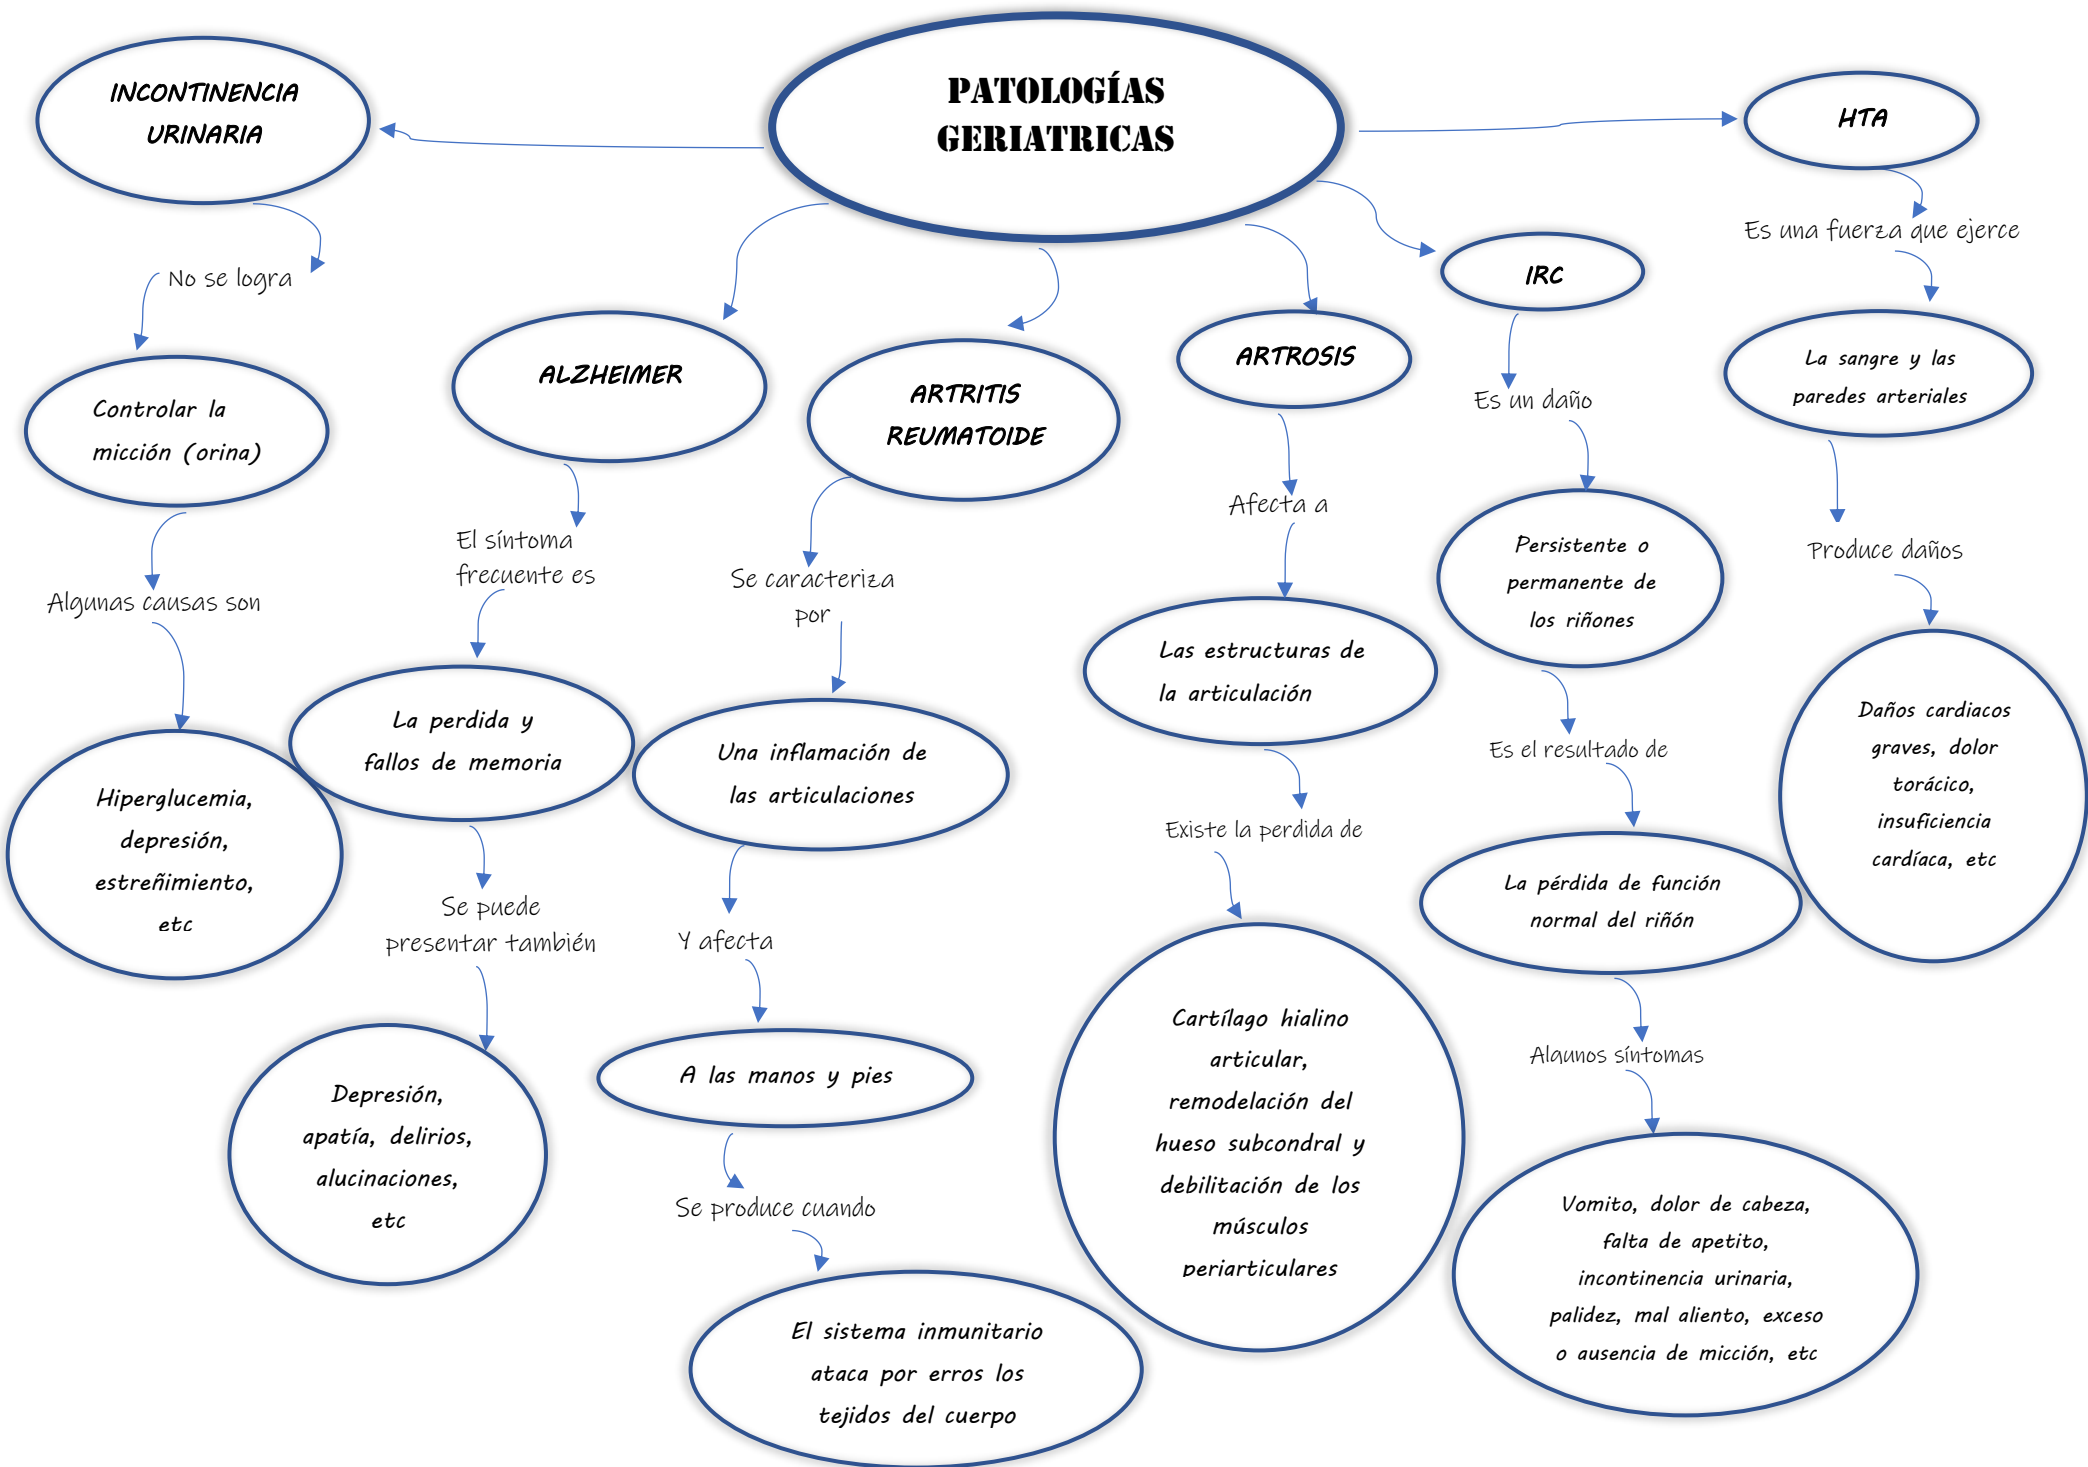 PATOLOGÍAS
GERIATRICAS
INCONTINENCIA
URINARIA
No se logra
Controlar la
micción (orina)
Algunas causas son
Hiperglucemia,
depresión,
estreñimiento,
etc
ALZHEIMER
El síntoma
frecuente es
La perdida y
fallos de memoria
Se puede
presentar también
Depresión,
apatía, delirios,
alucinaciones,
etc
ARTRITIS
REUMATOIDE
Se caracteriza
por
Una inflamación de
las articulaciones
Y afecta
A las manos y pies
Se produce cuando
El sistema inmunitario
ataca por erros los
tejidos del cuerpo
ARTROSIS
Afecta a
Las estructuras de
la articulación
Existe la perdida de
Cartílago hialino
articular,
remodelación del
hueso subcondral y
debilitación de los
músculos
periarticulares
IRC
Es un daño
Persistente o
permanente de
los riñones
Es el resultado de
La pérdida de función
normal del riñón
Algunos síntomas
Vomito, dolor de cabeza,
falta de apetito,
incontinencia urinaria,
palidez, mal aliento, exceso
o ausencia de micción, etc
HTA
Es una fuerza que ejerce
La sangre y las
paredes arteriales
Produce daños
Daños cardiacos
graves, dolor
torácico,
insuficiencia
cardíaca, etc